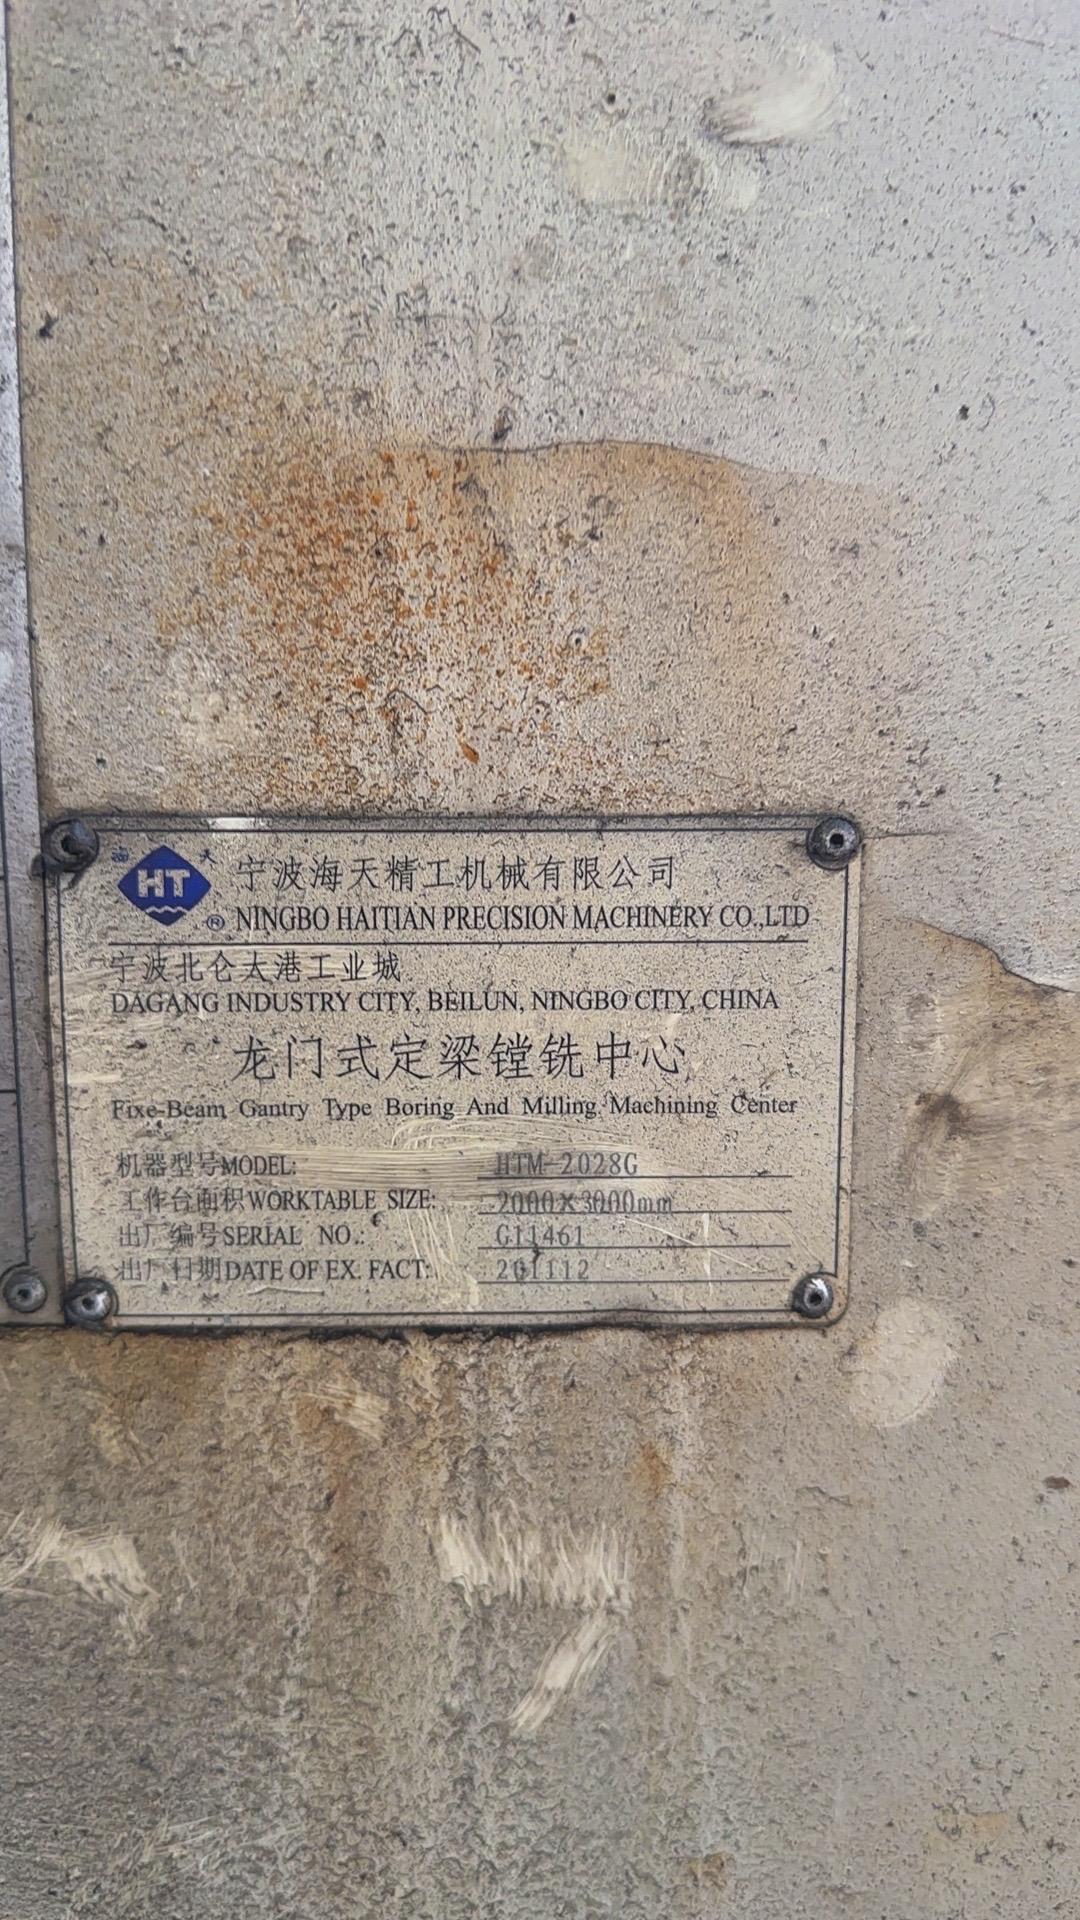 海 天
HT
®
宁波海天精工机械有限公司
NINGBO HAITIAN PRECISION MACHINERY CO.,LTD
宁波北仑大港工业城
DAGANG INDUSTRY CITY, BEILUN, NINGBO CITY, CHINA
龙门式定梁镗铣中心
Fixe-Beam Gantry Type Boring And Milling Machining Center
机器型号MODEL: HTM-2028G
工作台面积WORKTABLE SIZE: 2000×3000mm
出厂编号SERIAL NO.: G11461
出厂日期DATE OF EX. FACT: 201112